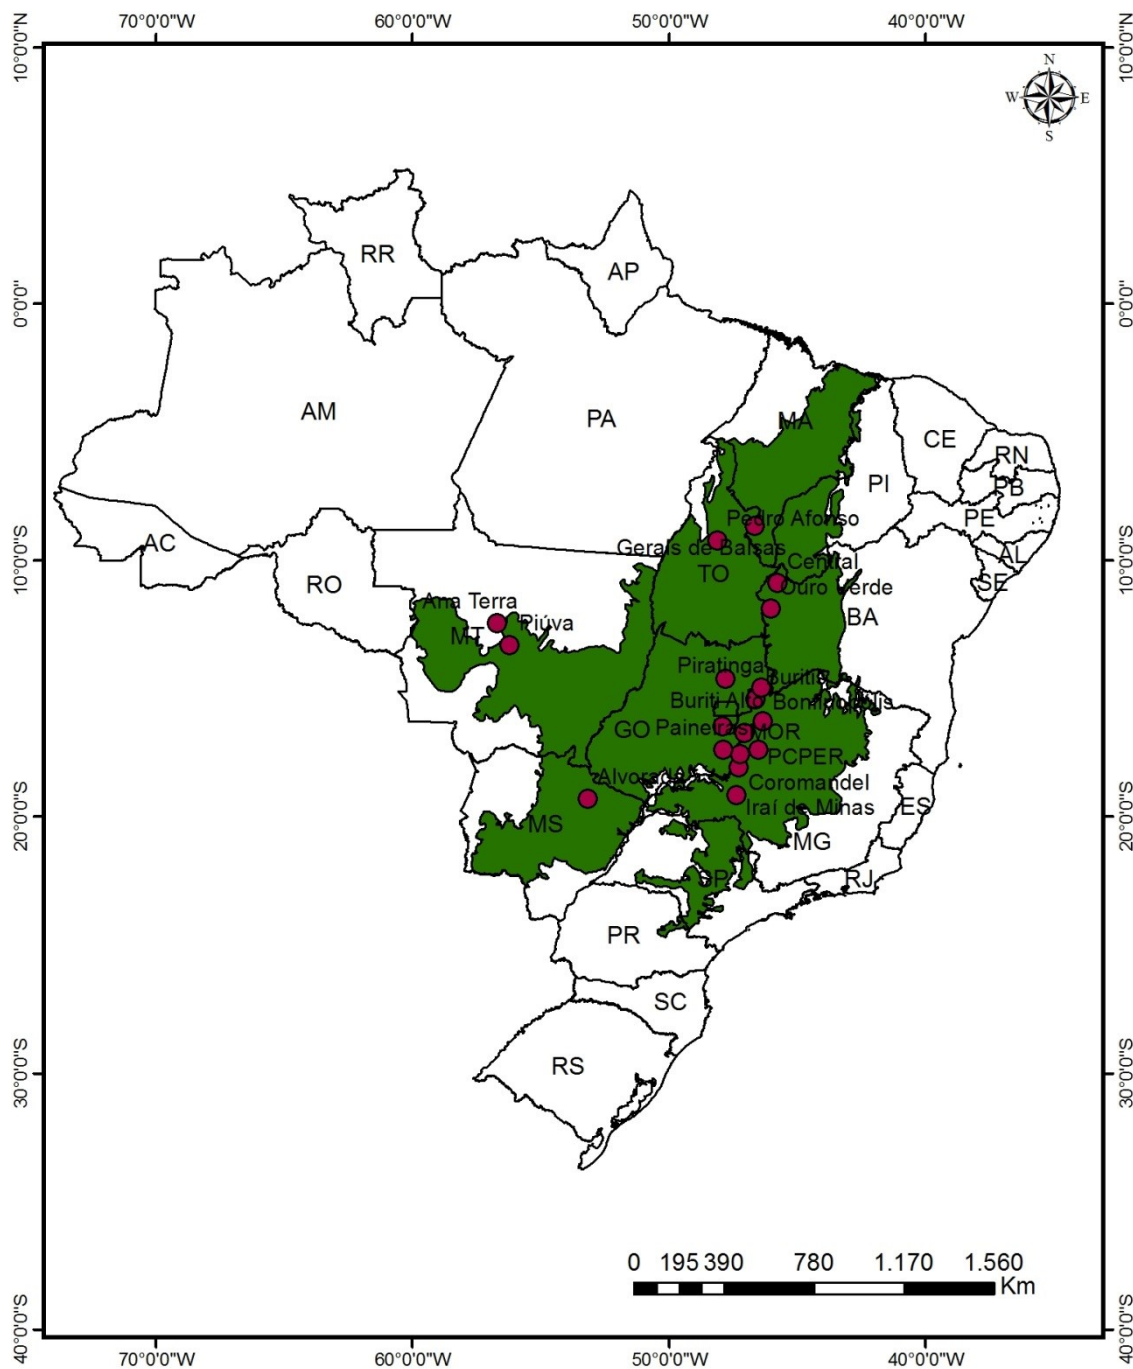 70°0'0"W 60°0'0"W 50°0'0"W 40°0'0"W
10°0'0"N 10°0'0"N
N
W E
S
RR
AP
0°0'0" 0°0'0"
AM
PA
MA
CE
RN
PI
PB
PE
Pedro Afonso
AC
Gerais de Balsas
AL
10°0'0"S 10°0'0"S
RO
TO
Central
SE
Ouro Verde
Ana Terra
BA
Piúva
MT
Piratinga
Buritis
Buriti Alto
Bonfinópolis
GO
Paineiras
MOR
PCPER
Alvorada
Coromandel
Iraí de Minas
ES
20°0'0"S 20°0'0"S
MS
MG
SP
RJ
PR
SC
RS
30°0'0"S 30°0'0"S
0 195 390 780 1.170 1.560
Km
40°0'0"S 40°0'0"S
70°0'0"W 60°0'0"W 50°0'0"W 40°0'0"W